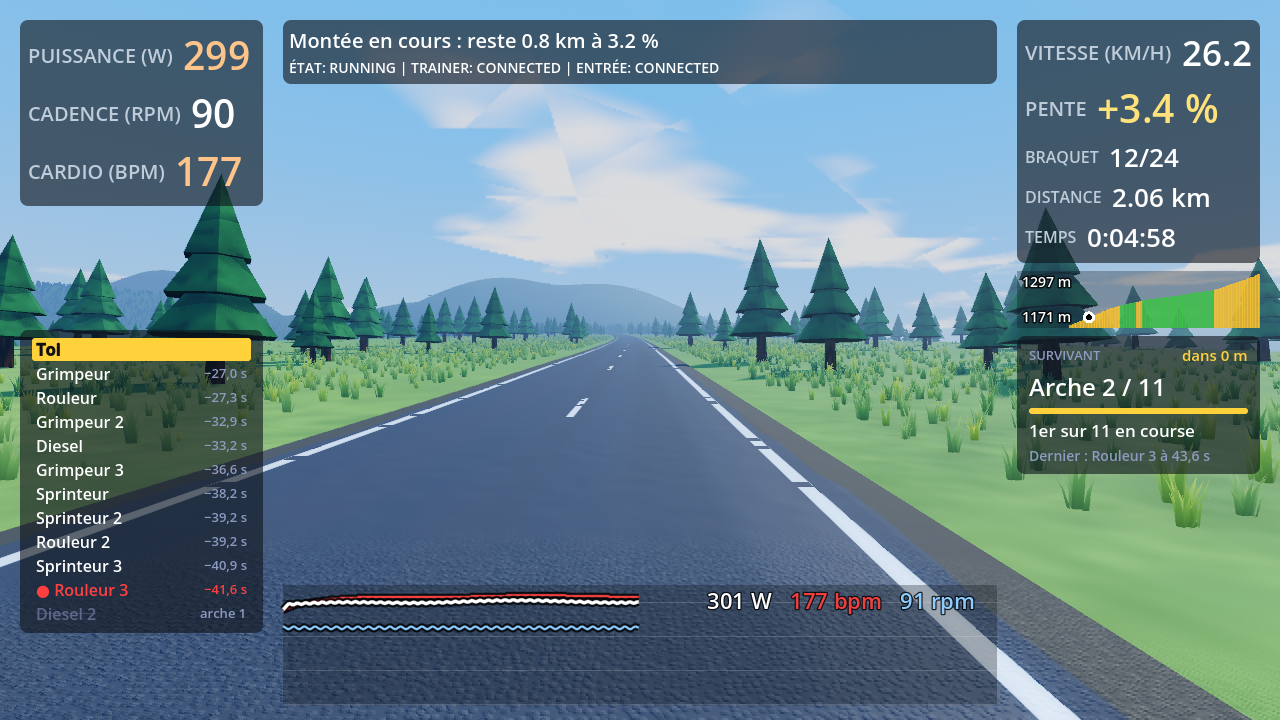 PUISSANCE (W) 299
CADENCE (RPM) 90
CARDIO (BPM) 177
Montée en cours : reste 0.8 km à 3.2 %
ÉTAT: RUNNING | TRAINER: CONNECTED | ENTRÉE: CONNECTED
VITESSE (KM/H) 26.2
PENTE +3.4 %
BRAQUET 12/24
DISTANCE 2.06 km
TEMPS 0:04:58
1297 m
1171 m
SURVIVANT dans 0 m
Arche 2 / 11
1er sur 11 en course
Dernier : Rouleur 3 à 43,6 s
Toi
Grimpeur −27,0 s
Rouleur −27,3 s
Grimpeur 2 −32,9 s
Diesel −33,2 s
Grimpeur 3 −36,6 s
Sprinteur −38,2 s
Sprinteur 2 −39,2 s
Rouleur 2 −39,2 s
Sprinteur 3 −40,9 s
Rouleur 3 −41,6 s
Diesel 2 arche 1
301 W 177 bpm 91 rpm